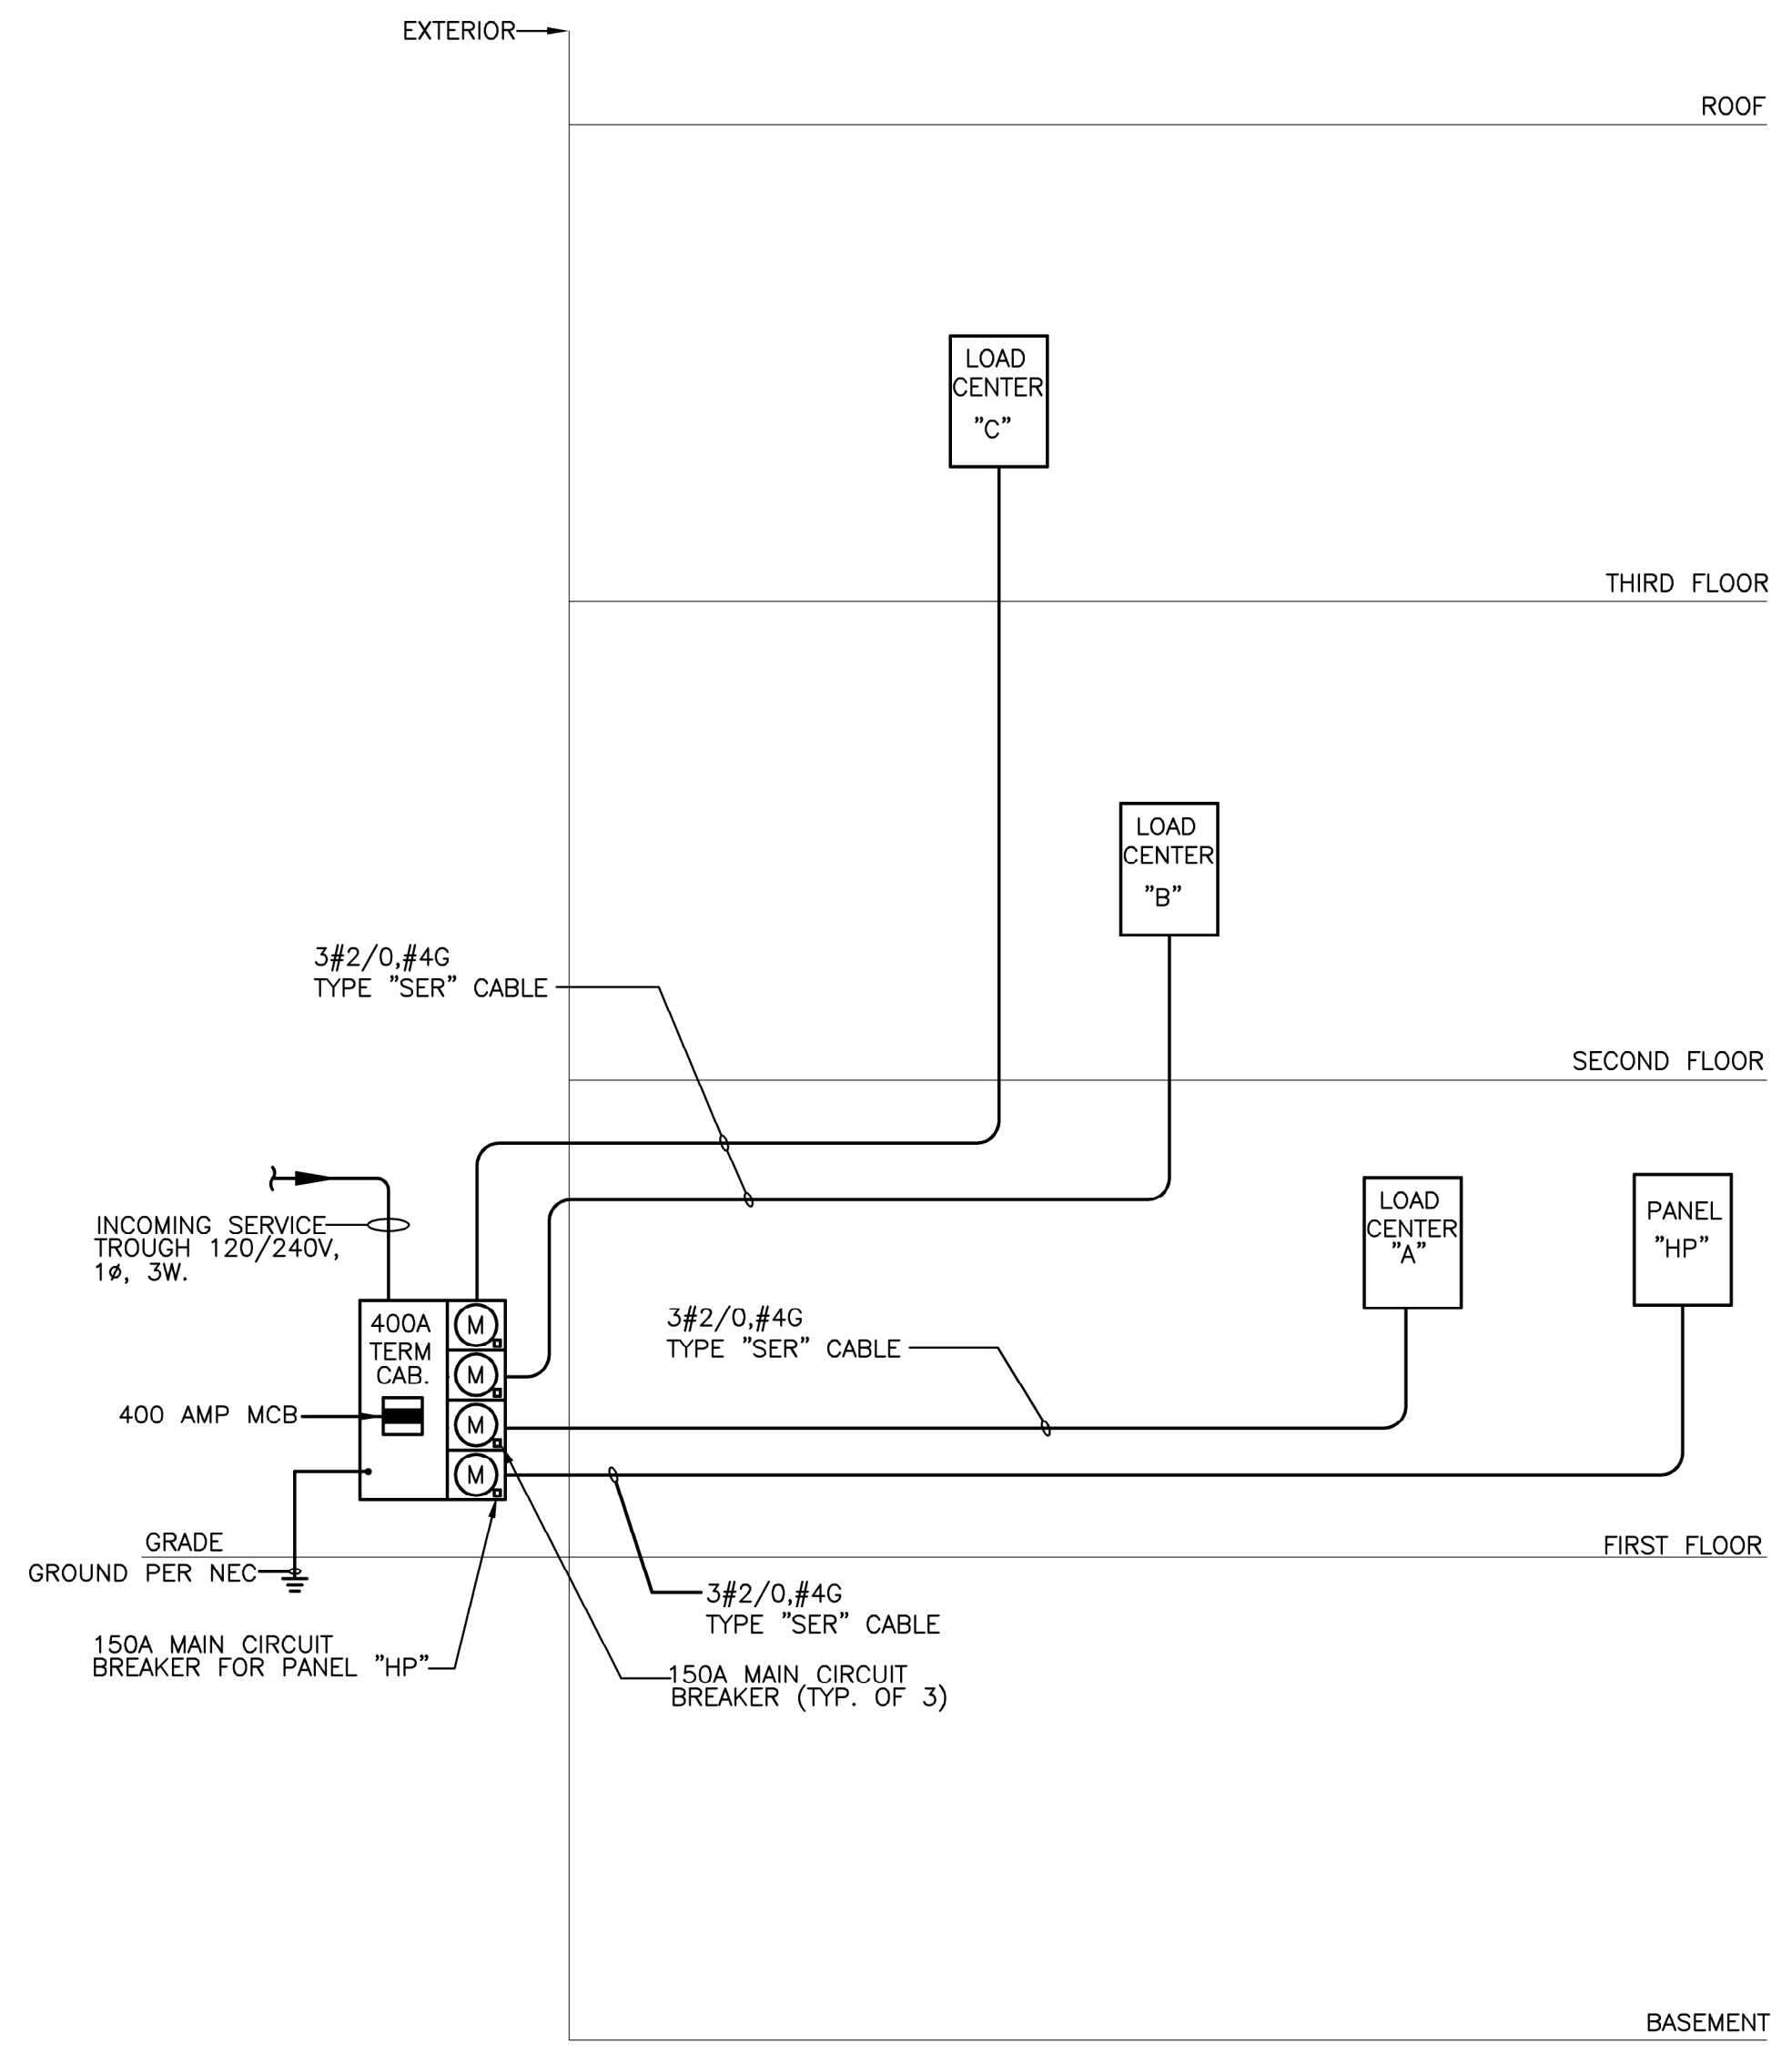 EXTERIOR
ROOF
LOAD
CENTER
"C"
THIRD FLOOR
LOAD
CENTER
"B"
3#2/0,#4G
TYPE "SER" CABLE
SECOND FLOOR
INCOMING SERVICE
TROUGH 120/240V,
1ø, 3W.
LOAD
CENTER
"A"
PANEL
"HP"
400A
TERM
CAB.
M
M
M
M
3#2/0,#4G
TYPE "SER" CABLE
400 AMP MCB
GRADE
GROUND PER NEC
FIRST FLOOR
3#2/0,#4G
TYPE "SER" CABLE
150A MAIN CIRCUIT
BREAKER FOR PANEL "HP"
150A MAIN CIRCUIT
BREAKER (TYP. OF 3)
BASEMENT